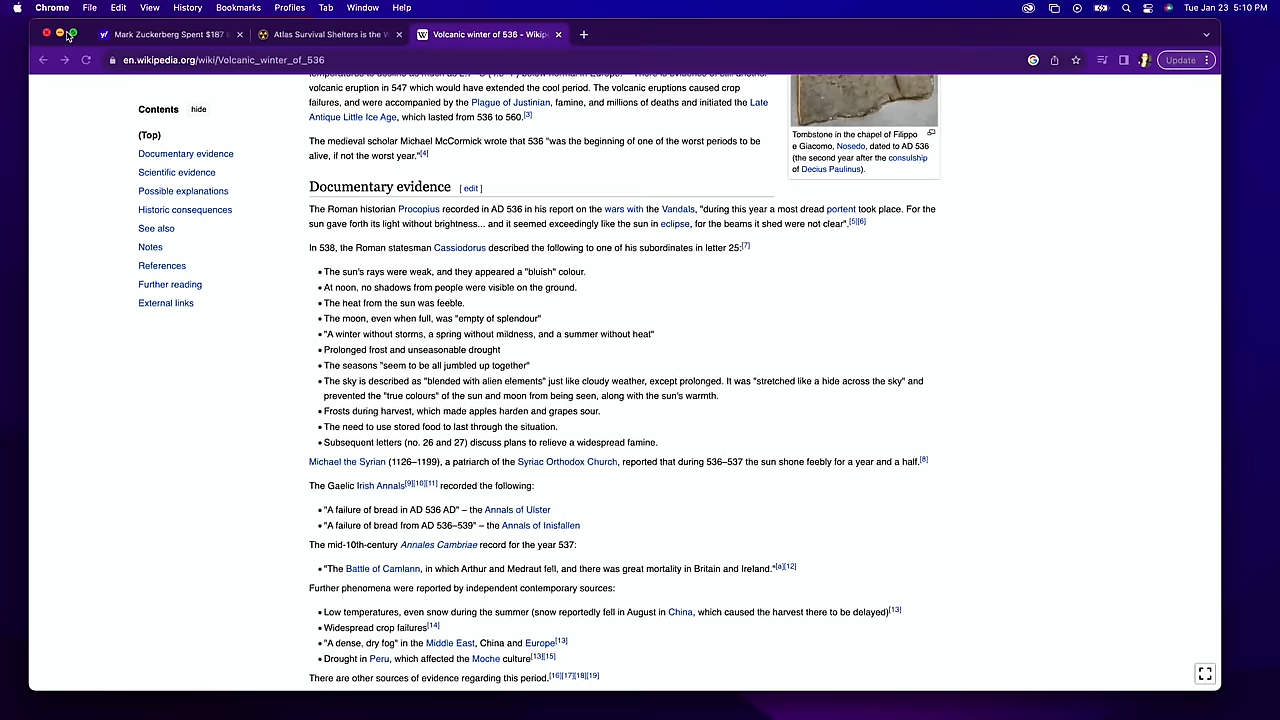 Chrome File Edit View History Bookmarks Profiles Tab Window Help Tue Jan 23 5:10 PM
Mark Zuckerberg Spent $187 Atlas Survival Shelters is the W Volcanic winter of 536 - Wikip
en.wikipedia.org/wiki/Volcanic_winter_of_536 Update
Contents hide
(Top)
Documentary evidence
Scientific evidence
Possible explanations
Historic consequences
See also
Notes
References
Further reading
External links
volcanic eruption in 547 which would have extended the cool period. The volcanic eruptions caused crop
failures, and were accompanied by the Plague of Justinian, famine, and millions of deaths and initiated the Late
Antique Little Ice Age, which lasted from 536 to 560.[3]
The medieval scholar Michael McCormick wrote that 536 "was the beginning of one of the worst periods to be
alive, if not the worst year."[4]
Tombstone in the chapel of Filippo
e Giacomo, Nosedo, dated to AD 536
(the second year after the consulship
of Decius Paulinus).
Documentary evidence [ edit ]
The Roman historian Procopius recorded in AD 536 in his report on the wars with the Vandals, "during this year a most dread portent took place. For the
sun gave forth its light without brightness... and it seemed exceedingly like the sun in eclipse, for the beams it shed were not clear".[5][6]
In 538, the Roman statesman Cassiodorus described the following to one of his subordinates in letter 25:[7]
• The sun's rays were weak, and they appeared a "bluish" colour.
• At noon, no shadows from people were visible on the ground.
• The heat from the sun was feeble.
• The moon, even when full, was "empty of splendour"
• "A winter without storms, a spring without mildness, and a summer without heat"
• Prolonged frost and unseasonable drought
• The seasons "seem to be all jumbled up together"
• The sky is described as "blended with alien elements" just like cloudy weather, except prolonged. It was "stretched like a hide across the sky" and
prevented the "true colours" of the sun and moon from being seen, along with the sun's warmth.
• Frosts during harvest, which made apples harden and grapes sour.
• The need to use stored food to last through the situation.
• Subsequent letters (no. 26 and 27) discuss plans to relieve a widespread famine.
Michael the Syrian (1126–1199), a patriarch of the Syriac Orthodox Church, reported that during 536–537 the sun shone feebly for a year and a half.[8]
The Gaelic Irish Annals[9][10][11] recorded the following:
• "A failure of bread in AD 536 AD" – the Annals of Ulster
• "A failure of bread from AD 536–539" – the Annals of Inisfallen
The mid-10th-century Annales Cambriae record for the year 537:
• "The Battle of Camlann, in which Arthur and Medraut fell, and there was great mortality in Britain and Ireland."[a][12]
Further phenomena were reported by independent contemporary sources:
• Low temperatures, even snow during the summer (snow reportedly fell in August in China, which caused the harvest there to be delayed)[13]
• Widespread crop failures[14]
• "A dense, dry fog" in the Middle East, China and Europe[13]
• Drought in Peru, which affected the Moche culture[13][15]
There are other sources of evidence regarding this period.[16][17][18][19]